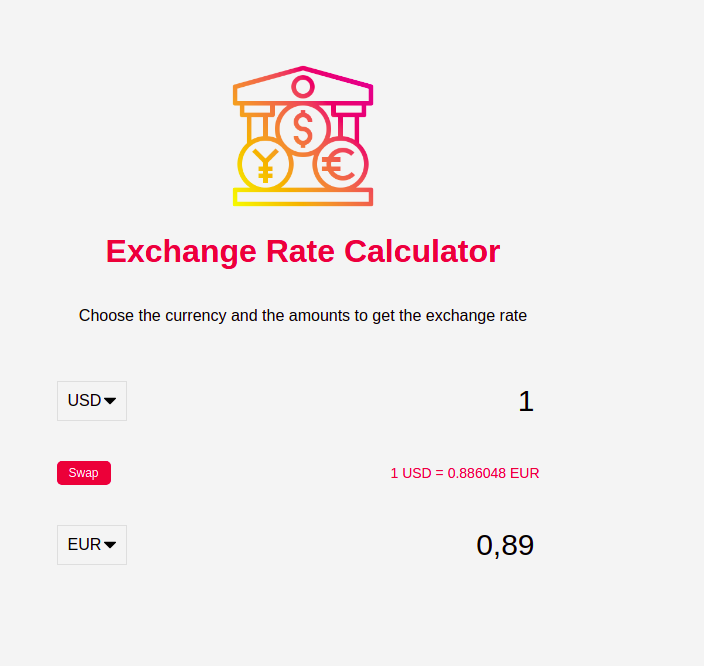 $
¥ €
Exchange Rate Calculator
Choose the currency and the amounts to get the exchange rate
USD 1
Swap 1 USD = 0.886048 EUR
EUR 0,89